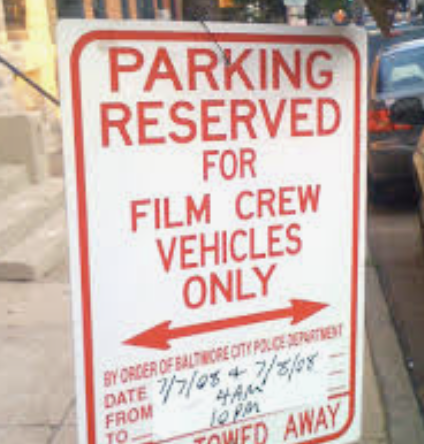 PARKING
RESERVED
FOR
FILM CREW
VEHICLES
ONLY
BY ORDER OF BALTIMORE CITY POLICE DEPARTMENT
DATE 7/7/08 & 7/8/08
FROM 4AM
TO 10PM
TOWED AWAY